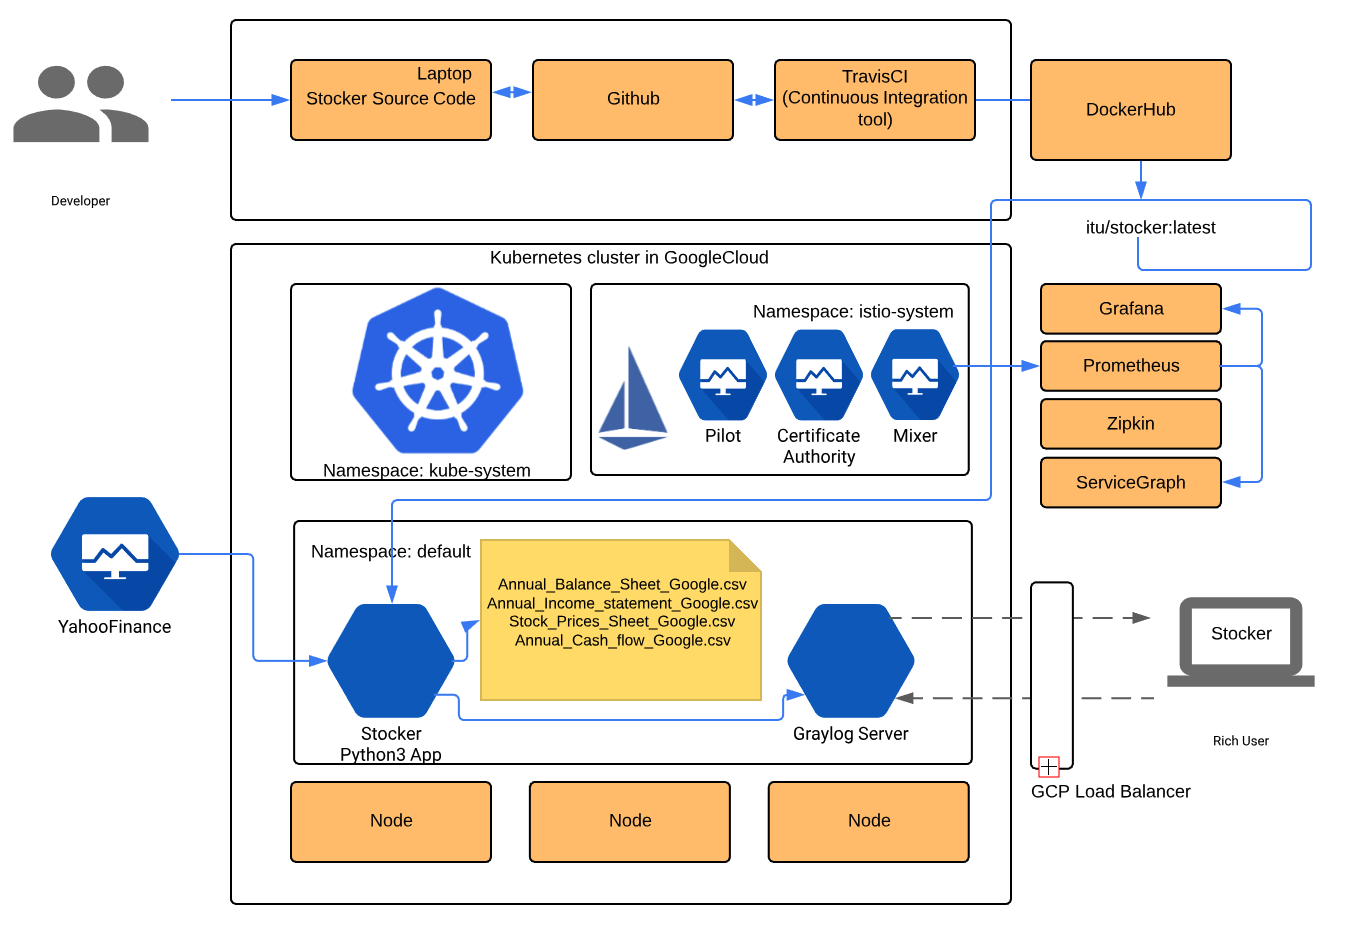 Laptop
Stocker Source Code
Github
TravisCI
(Continuous Integration
tool)
DockerHub
Developer
itu/stocker:latest
Kubernetes cluster in GoogleCloud
Namespace: kube-system
Namespace: istio-system
Pilot
Certificate
Authority
Mixer
Grafana
Prometheus
Zipkin
ServiceGraph
YahooFinance
Namespace: default
Annual_Balance_Sheet_Google.csv
Annual_Income_statement_Google.csv
Stock_Prices_Sheet_Google.csv
Annual_Cash_flow_Google.csv
Stocker
Python3 App
Graylog Server
Stocker
Rich User
GCP Load Balancer
Node
Node
Node